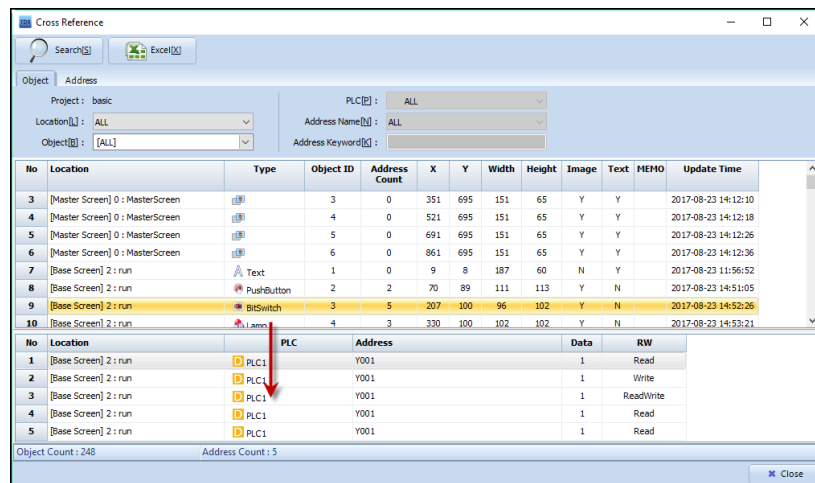 TDS Cross Reference
Search[S] Excel[X]
Object Address
Project : basic PLC[P] : ALL
Location[L] : ALL Address Name[N] : ALL
Object[B] : [ALL] Address Keyword[K] :
No Location Type Object ID Address Count X Y Width Height Image Text MEMO Update Time
3 [Master Screen] 0 : MasterScreen 3 0 351 695 151 65 Y Y 2017-08-23 14:12:10
4 [Master Screen] 0 : MasterScreen 4 0 521 695 151 65 Y Y 2017-08-23 14:12:18
5 [Master Screen] 0 : MasterScreen 5 0 691 695 151 65 Y Y 2017-08-23 14:12:26
6 [Master Screen] 0 : MasterScreen 6 0 861 695 151 65 Y Y 2017-08-23 14:12:36
7 [Base Screen] 2 : run A Text 1 0 9 8 187 60 N Y 2017-08-23 11:56:52
8 [Base Screen] 2 : run PushButton 2 2 70 89 111 113 Y N 2017-08-23 14:51:05
9 [Base Screen] 2 : run BitSwitch 3 5 207 100 96 102 Y N 2017-08-23 14:52:26
10 [Base Screen] 2 : run Lamp 4 3 330 100 102 102 Y N 2017-08-23 14:53:21
No Location PLC Address Data RW
1 [Base Screen] 2 : run D PLC1 Y001 1 Read
2 [Base Screen] 2 : run D PLC1 Y001 1 Write
3 [Base Screen] 2 : run D PLC1 Y001 1 ReadWrite
4 [Base Screen] 2 : run D PLC1 Y001 1 Read
5 [Base Screen] 2 : run D PLC1 Y001 1 Read
Object Count : 248 Address Count : 5
Close